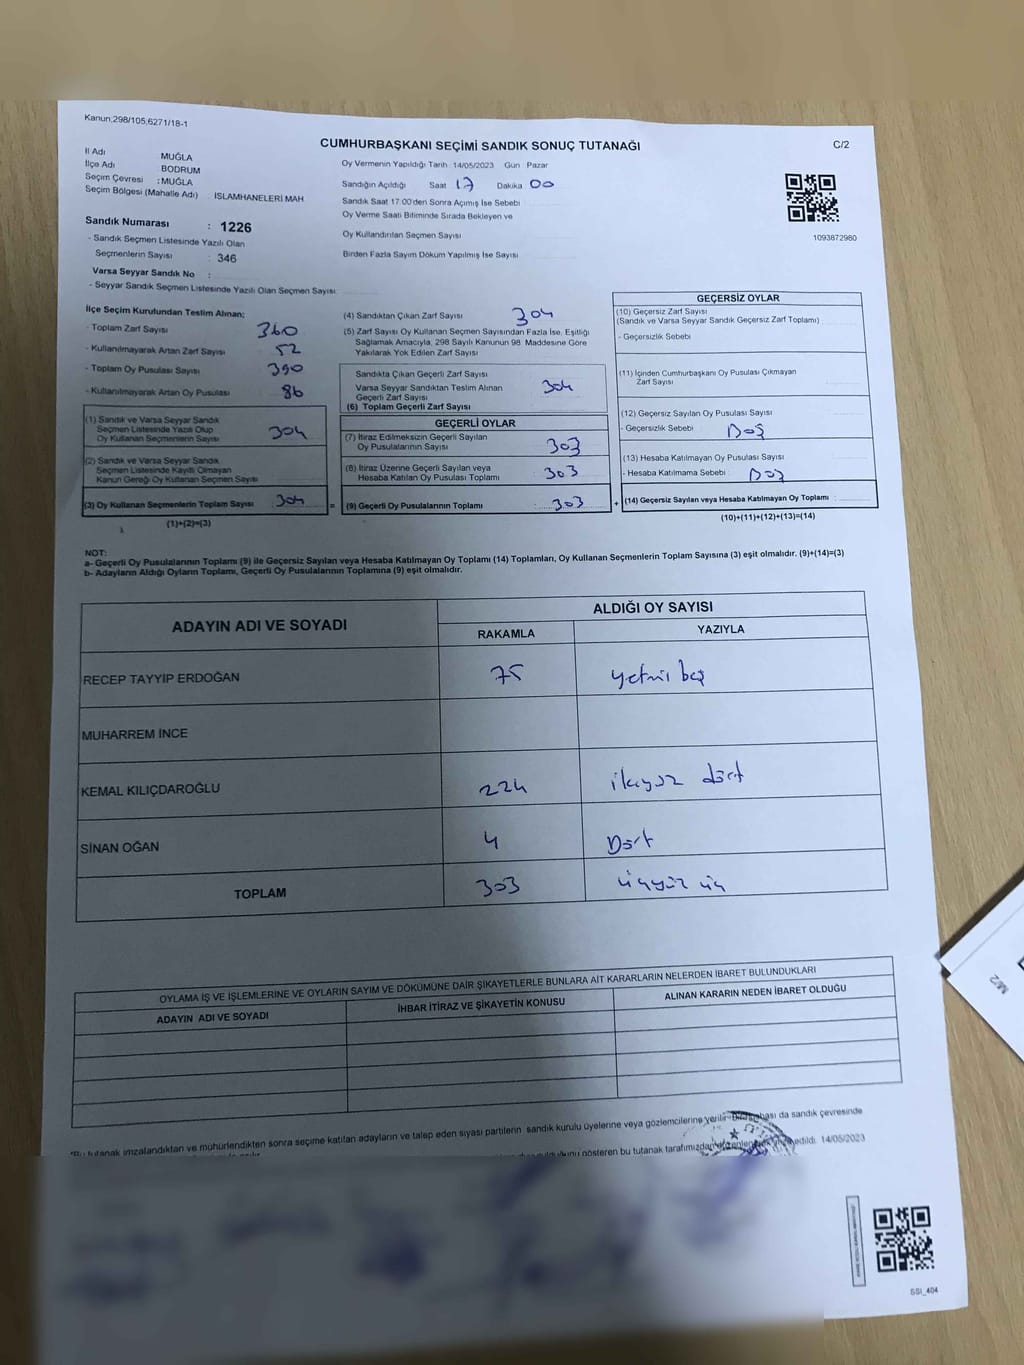 Kanun;298/105,6271/18-1
CUMHURBAŞKANI SEÇİMİ SANDIK SONUÇ TUTANAĞI
C/2
İl Adı MUĞLA
İlçe Adı BODRUM
Seçim Çevresi : MUĞLA
Seçim Bölgesi (Mahalle Adı) : ISLAMHANELERİ MAH
Sandık Numarası : 1226
- Sandık Seçmen Listesinde Yazılı Olan
Seçmenlerin Sayısı : 346
Varsa Seyyar Sandık No :
- Seyyar Sandık Seçmen Listesinde Yazılı Olan Seçmen Sayısı:
Oy Vermenin Yapıldığı Tarih 14/05/2023 Gün Pazar
Sandığın Açıldığı Saat 17 Dakika 00
Sandık Saat 17:00'den Sonra Açımış İse Sebebi
Oy Verme Saati Bitiminde Sırada Bekleyen ve
Oy Kullandırılan Seçmen Sayısı
Birden Fazla Sayım Döküm Yapılmış İse Sayısı
1093872980
İlçe Seçim Kurulundan Teslim Alınan;
- Toplam Zarf Sayısı 360
- Kullanılmayarak Artan Zarf Sayısı 52
- Toplam Oy Pusulası Sayısı 390
- Kullanılmayarak Artan Oy Pusulası 86
(1) Sandık ve Varsa Seyyar Sandık
Seçmen Listesinde Yazılı Olup
Oy Kullanan Seçmenlerin Sayısı 304
(2) Sandık ve Varsa Seyyar Sandık
Seçmen Listesinde Kayıtlı Olmayan
Kanun Gereği Oy Kullanan Seçmen Sayısı
(3) Oy Kullanan Seçmenlerin Toplam Sayısı 304 =
(1)+(2)=(3)
(4) Sandıktan Çıkan Zarf Sayısı 304
(5) Zarf Sayısı Oy Kullanan Seçmen Sayısından Fazla İse, Eşitliği
Sağlamak Amacıyla, 298 Sayılı Kanunun 98. Maddesine Göre
Yakılarak Yok Edilen Zarf Sayısı
Sandıkta Çıkan Geçerli Zarf Sayısı
Varsa Seyyar Sandıktan Teslim Alınan
Geçerli Zarf Sayısı 304
(6) Toplam Geçerli Zarf Sayısı
GEÇERLİ OYLAR
(7) İtiraz Edilmeksizin Geçerli Sayılan
Oy Pusulalarının Sayısı 303
(8) İtiraz Üzerine Geçerli Sayılan veya
Hesaba Katılan Oy Pusulası Toplamı 303
(9) Geçerli Oy Pusulalarının Toplamı : 303 +
GEÇERSİZ OYLAR
(10) Geçersiz Zarf Sayısı
(Sandık ve Varsa Seyyar Sandık Geçersiz Zarf Toplamı)
- Geçersizlik Sebebi
(11) İçinden Cumhurbaşkanı Oy Pusulası Çıkmayan
Zarf Sayısı
(12) Geçersiz Sayılan Oy Pusulası Sayısı
- Geçersizlik Sebebi Boş
(13) Hesaba Katılmayan Oy Pusulası Sayısı
- Hesaba Katılmama Sebebi : Boş
(14) Geçersiz Sayılan veya Hesaba Katılmayan Oy Toplamı :
(10)+(11)+(12)+(13)=(14)
NOT:
a- Geçerli Oy Pusulalarının Toplamı (9) ile Geçersiz Sayılan veya Hesaba Katılmayan Oy Toplamı (14) Toplamları, Oy Kullanan Seçmenlerin Toplam Sayısına (3) eşit olmalıdır. (9)+(14)=(3)
b- Adayların Aldığı Oyların Toplamı, Geçerli Oy Pusulalarının Toplamına (9) eşit olmalıdır.
ADAYIN ADI VE SOYADI
ALDIĞI OY SAYISI
RAKAMLA YAZIYLA
RECEP TAYYİP ERDOĞAN 75 yetmiş beş
MUHARREM İNCE
KEMAL KILIÇDAROĞLU 224 ikiyüz dört
SİNAN OĞAN 4 Dört
TOPLAM 303 üçyüz üç
OYLAMA İŞ VE İŞLEMLERİNE VE OYLARIN SAYIM VE DÖKÜMÜNE DAİR ŞİKAYETLERLE BUNLARA AİT KARARLARIN NELERDEN İBARET BULUNDUKLARI
ADAYIN ADI VE SOYADI İHBAR İTİRAZ VE ŞİKAYETİN KONUSU ALINAN KARARIN NEDEN İBARET OLDUĞU
*Bu tutanak imzalandıktan ve mühürlendikten sonra seçime katılan adayların ve talep eden siyasi partilerin sandık kurulu üyelerine veya gözlemcilerine verilir. Bir sandık çevresinde
gösteren bu tutanak tarafımızdan edildi. 14/05/2023
SSI_404
M/2